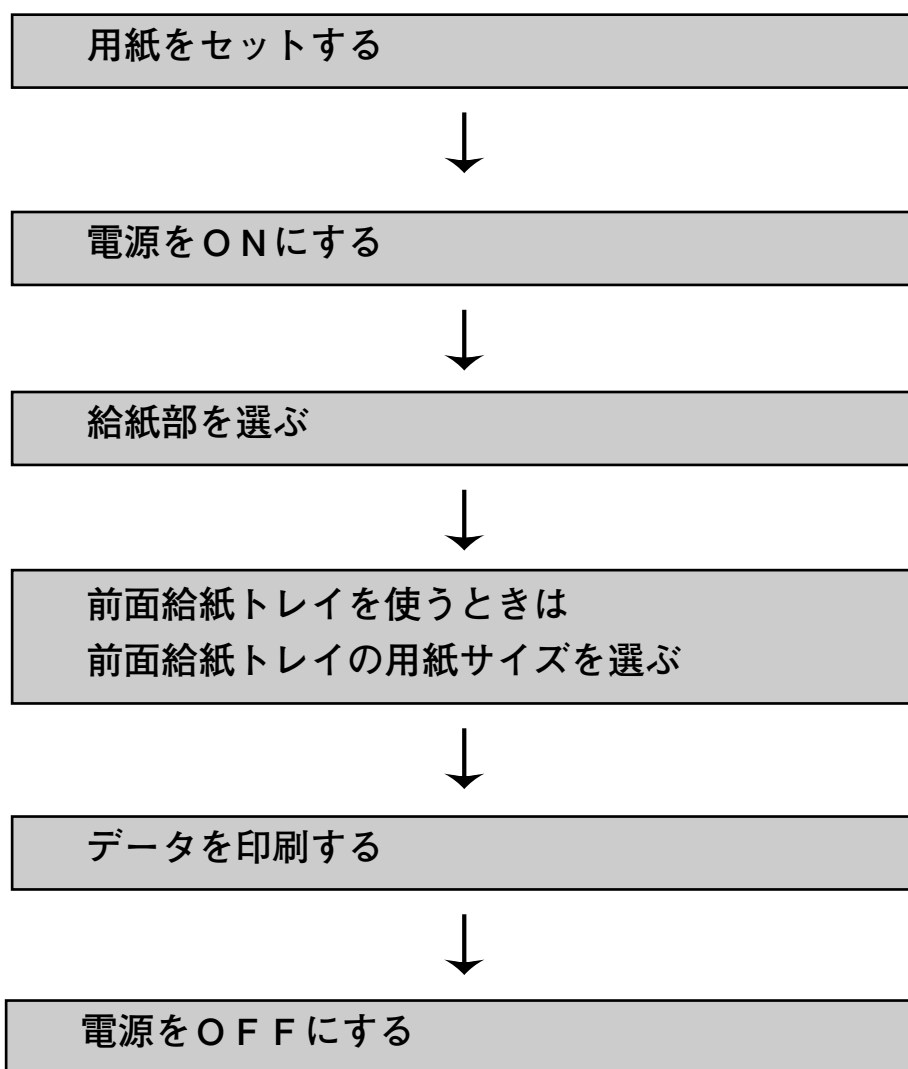 用紙をセットする
↓
電源をＯＮにする
↓
給紙部を選ぶ
↓
前面給紙トレイを使うときは
前面給紙トレイの用紙サイズを選ぶ
↓
データを印刷する
↓
電源をＯＦＦにする